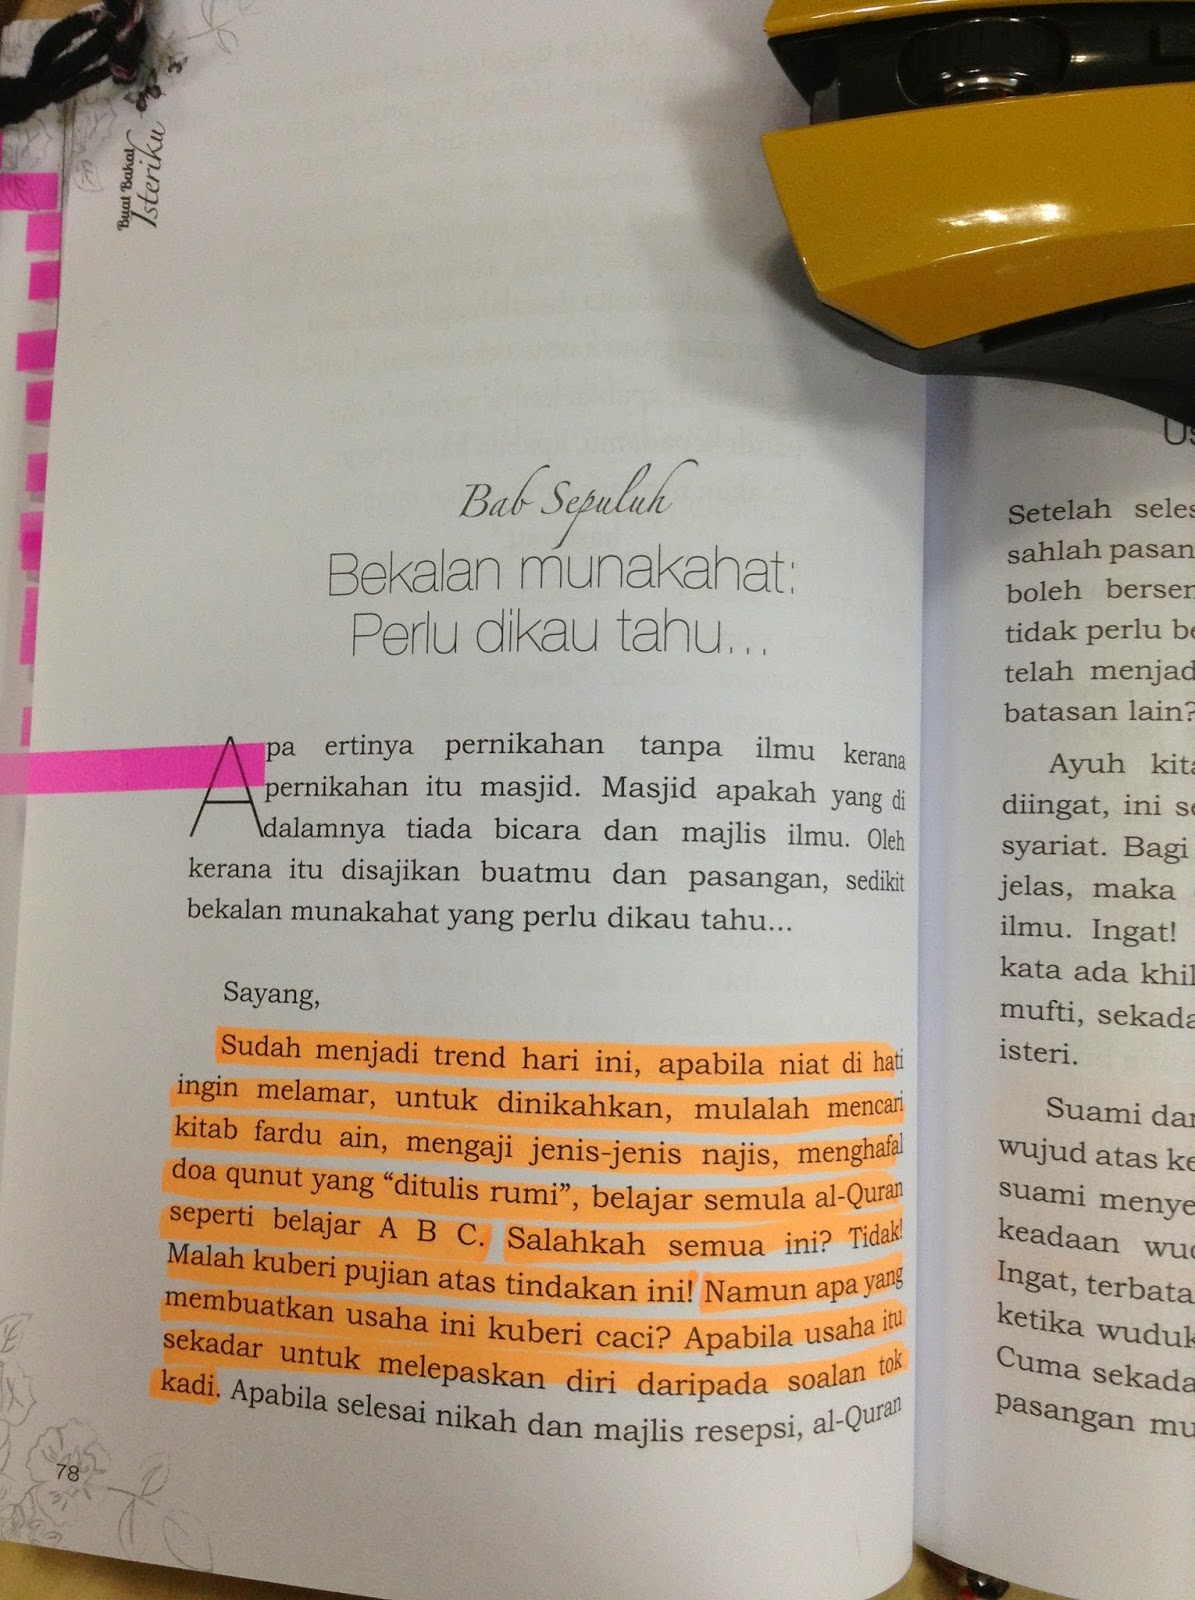 Buat Bakal
Isteriku
Bab Sepuluh
Bekalan munakahat:
Perlu dikau tahu...
Apa ertinya pernikahan tanpa ilmu kerana
pernikahan itu masjid. Masjid apakah yang di
dalamnya tiada bicara dan majlis ilmu. Oleh
kerana itu disajikan buatmu dan pasangan, sedikit
bekalan munakahat yang perlu dikau tahu...
Sayang,
Sudah menjadi trend hari ini, apabila niat di hati
ingin melamar, untuk dinikahkan, mulalah mencari
kitab fardu ain, mengaji jenis-jenis najis, menghafal
doa qunut yang “ditulis rumi”, belajar semula al-Quran
seperti belajar A B C. Salahkah semua ini? Tidak!
Malah kuberi pujian atas tindakan ini! Namun apa yang
membuatkan usaha ini kuberi caci? Apabila usaha itu
sekadar untuk melepaskan diri daripada soalan tok
kadi. Apabila selesai nikah dan majlis resepsi, al-Quran
78
Setelah
sahlah
boleh
tidak perlu
telah
batasan lain?
Ayuh
diingat, ini
syariat. Bagi
jelas, maka
ilmu. Ingat!
kata ada
mufti,
isteri.
Suami
wujud atas
suami
keadaan
Ingat,
ketika
Cuma
pasangan